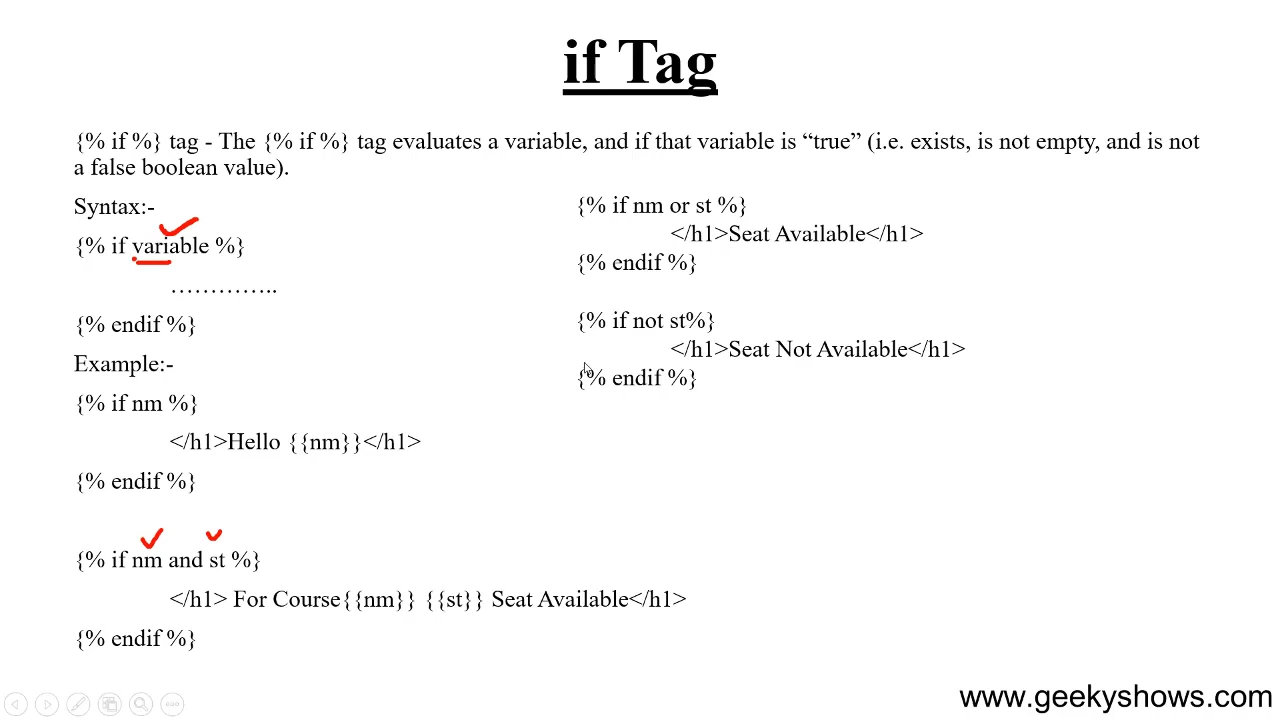 if Tag
{% if %} tag - The {% if %} tag evaluates a variable, and if that variable is “true” (i.e. exists, is not empty, and is not
a false boolean value).
Syntax:-
{% if variable %}
…………..
{% endif %}
Example:-
{% if nm %}
</h1>Hello {{nm}}</h1>
{% endif %}
{% if nm and st %}
</h1> For Course{{nm}} {{st}} Seat Available</h1>
{% endif %}
{% if nm or st %}
</h1>Seat Available</h1>
{% endif %}
{% if not st%}
</h1>Seat Not Available</h1>
{% endif %}
www.geekyshows.com